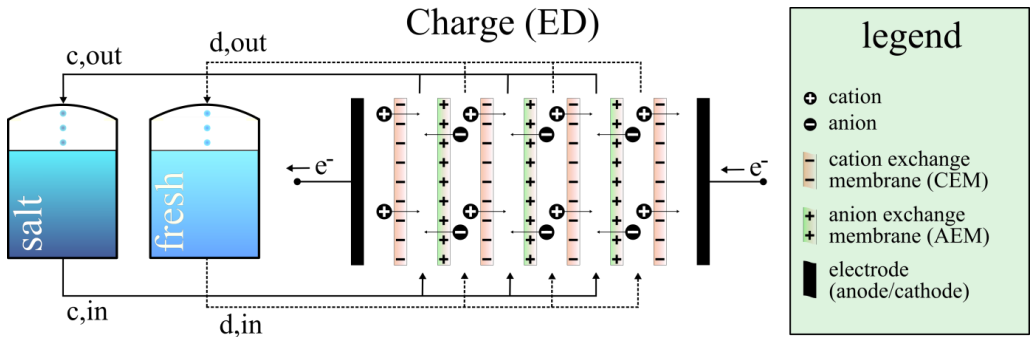 Charge (ED)
c,out
d,out
salt
fresh
e-
e-
c,in
d,in
legend
cation
anion
cation exchange
membrane (CEM)
anion exchange
membrane (AEM)
electrode
(anode/cathode)